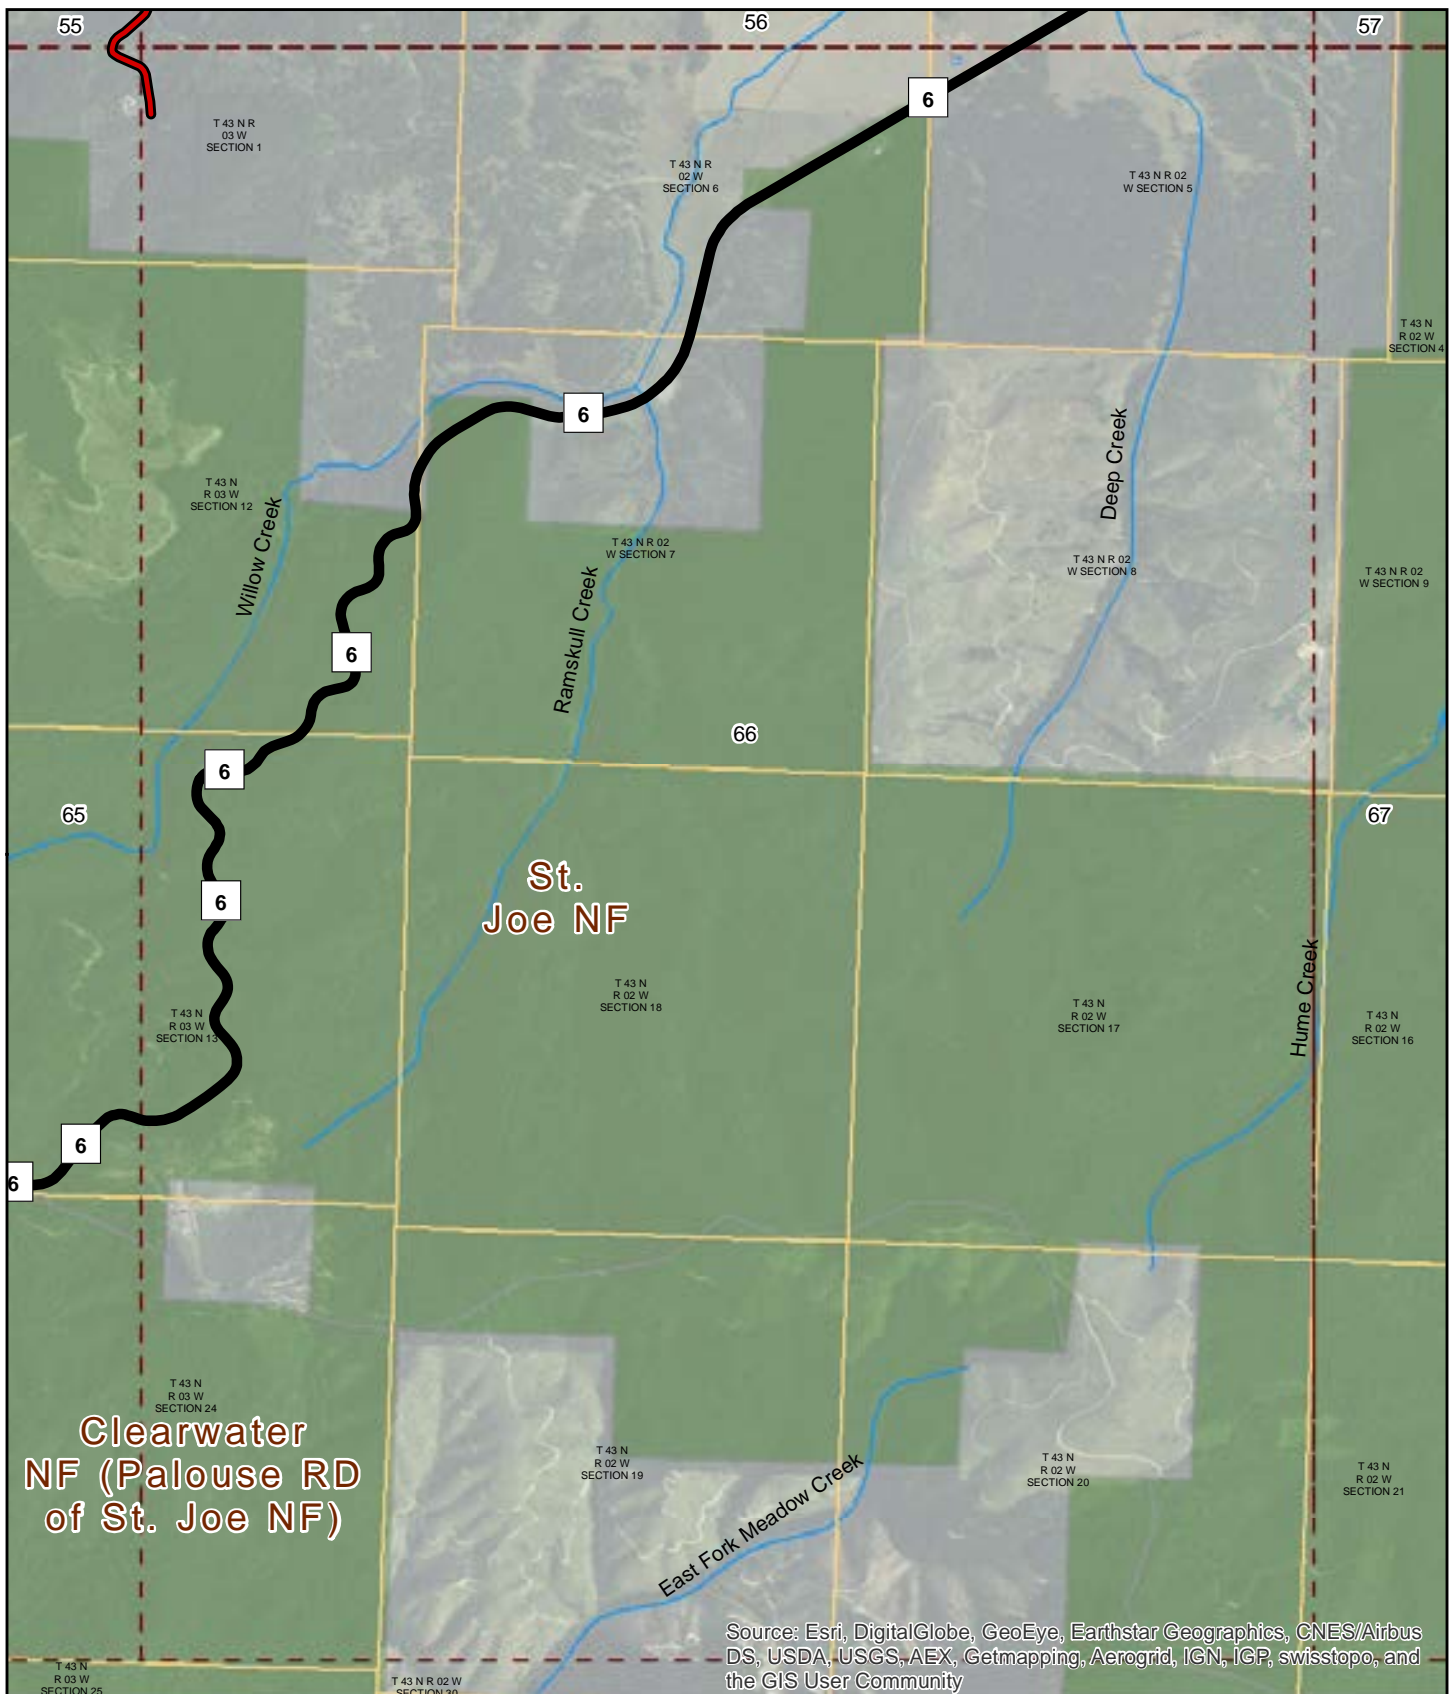 55
56
57
6
T 43 N R
03 W
SECTION 1
T 43 N R
02 W
SECTION 6
T 43 N R 02
W SECTION 5
T 43 N
R 02 W
SECTION 4
6
Deep Creek
T 43 N
R 03 W
SECTION 12
Willow Creek
T 43 N R 02
W SECTION 7
T 43 N R 02
W SECTION 8
T 43 N R 02
W SECTION 9
Ramskull Creek
6
66
6
65
67
6
St.
Joe NF
Hume Creek
T 43 N
R 02 W
SECTION 18
T 43 N
R 03 W
SECTION 13
T 43 N
R 02 W
SECTION 17
T 43 N
R 02 W
SECTION 16
6
6
T 43 N
R 03 W
SECTION 24
Clearwater
NF (Palouse RD
of St. Joe NF)
T 43 N
R 02 W
SECTION 19
East Fork Meadow Creek
T 43 N
R 02 W
SECTION 20
T 43 N
R 02 W
SECTION 21
T 43 N
R 03 W
SECTION 25
T 43 N R 02 W
SECTION 30
Source: Esri, DigitalGlobe, GeoEye, Earthstar Geographics, CNES/Airbus
DS, USDA, USGS, AEX, Getmapping, Aerogrid, IGN, IGP, swisstopo, and
the GIS User Community